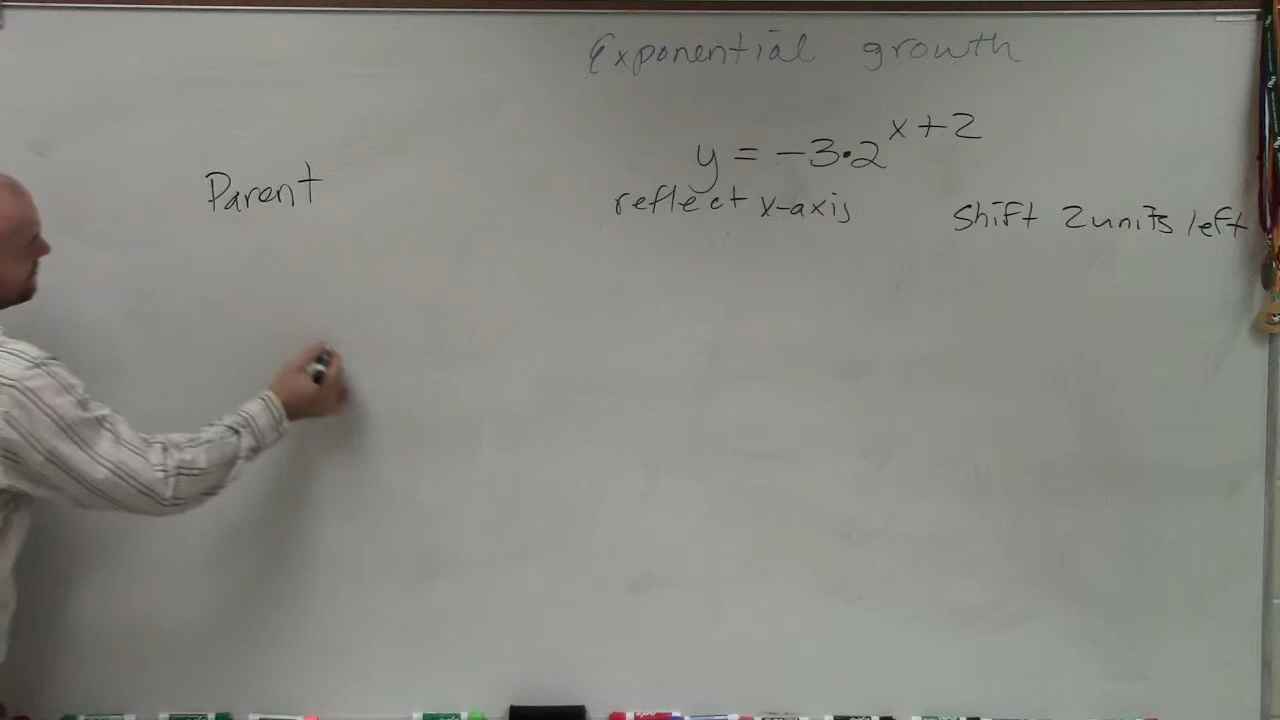 Exponential growth
y = -3·2^(x+2)
Parent
reflect x-axis
Shift 2 units left